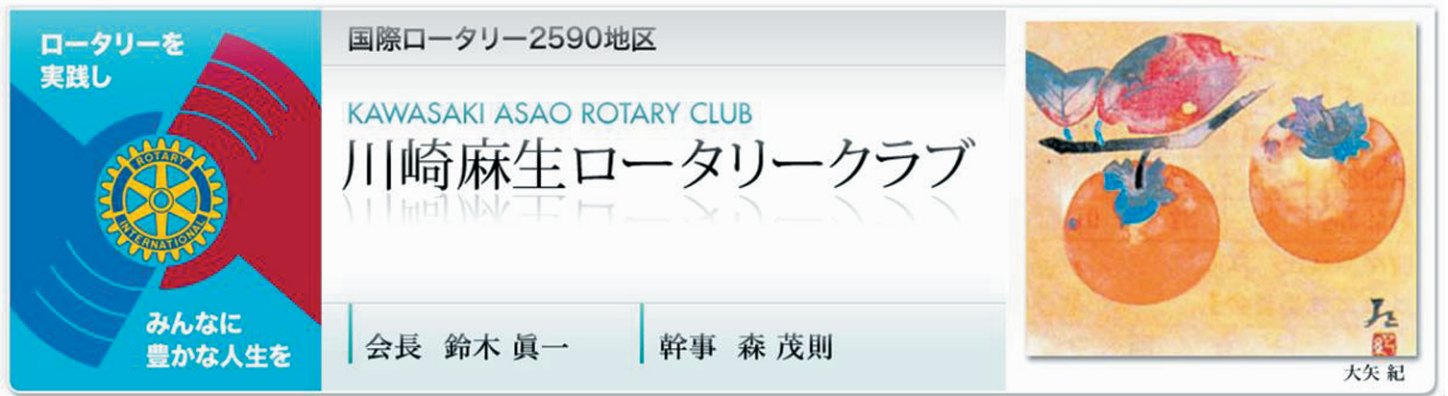 ロータリーを
実践し
ROTARY
INTERNATIONAL
みんなに
豊かな人生を
国際ロータリー2590地区
KAWASAKI ASAO ROTARY CLUB
川崎麻生ロータリークラブ
会長 鈴木 眞一
幹事 森 茂則
大矢 紀